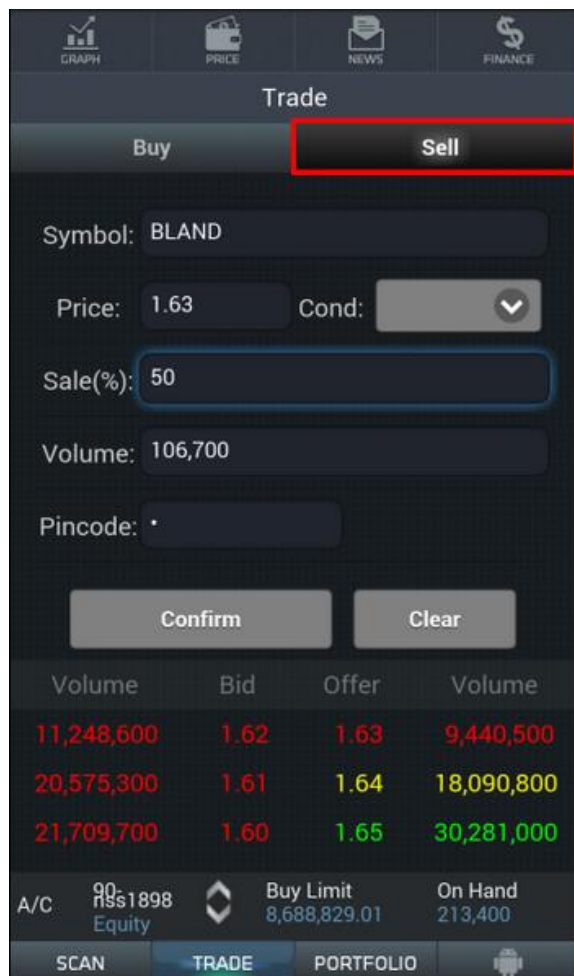 GRAPH PRICE NEWS FINANCE
Trade
Buy Sell
Symbol: BLAND
Price: 1.63 Cond:
Sale(%): 50
Volume: 106,700
Pincode: •
Confirm Clear
Volume Bid Offer Volume
11,248,600 1.62 1.63 9,440,500
20,575,300 1.61 1.64 18,090,800
21,709,700 1.60 1.65 30,281,000
A/C 90-nss1898 Buy Limit On Hand
Equity 8,688,829.01 213,400
SCAN TRADE PORTFOLIO